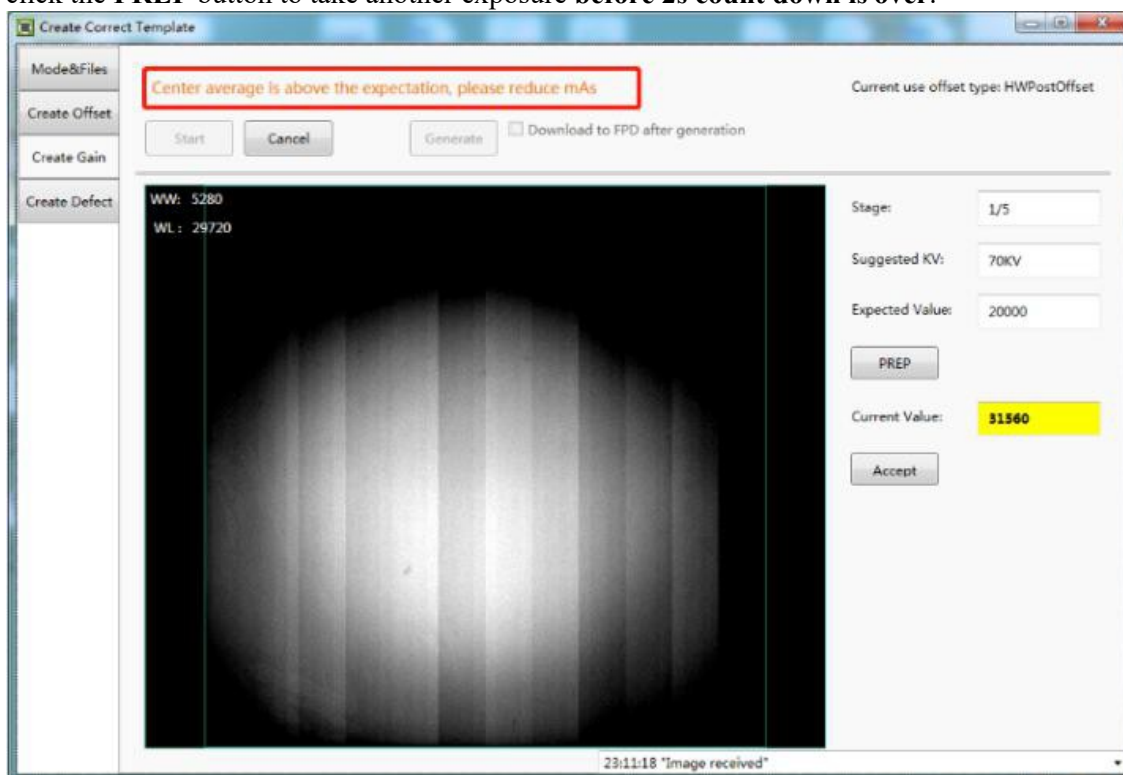 click the PREP button to take another exposure before 2s count down is over.
Create Correct Template
Mode&Files
Create Offset
Create Gain
Create Defect
Center average is above the expectation, please reduce mAs
Current use offset type: HWPostOffset
Start
Cancel
Generate
Download to FPD after generation
WW: 5280
WL: 29720
Stage:
1/5
Suggested KV:
70KV
Expected Value:
20000
PREP
Current Value:
31560
Accept
23:11:18 "Image received"